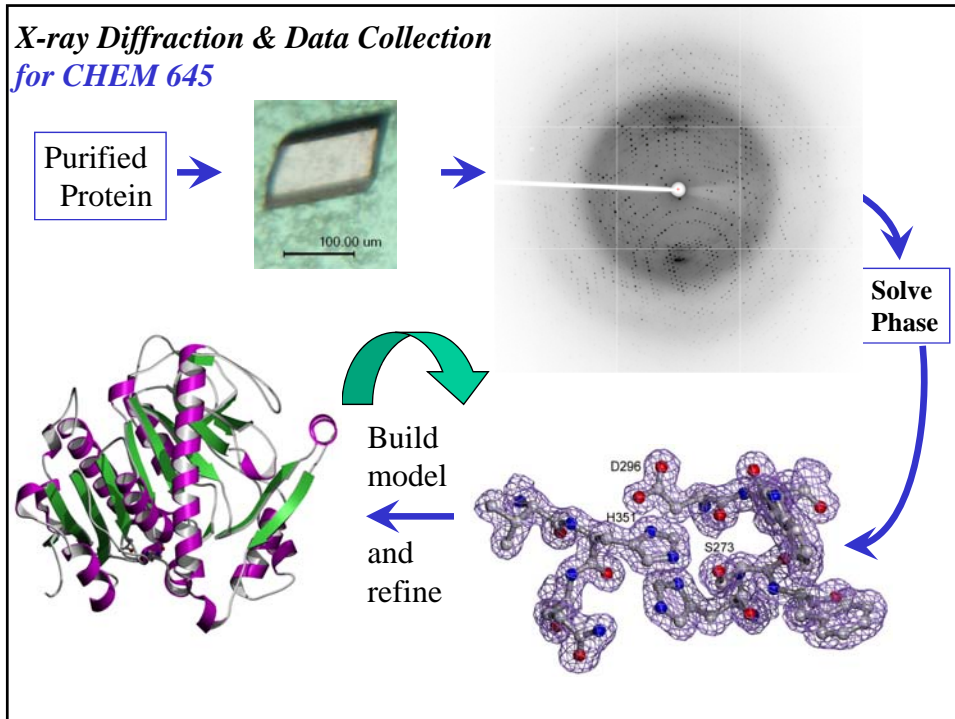 X-ray Diffraction & Data Collection
for CHEM 645
Purified
Protein
100.00 um
Solve
Phase
Build
model
and
refine
D296
H351
S273